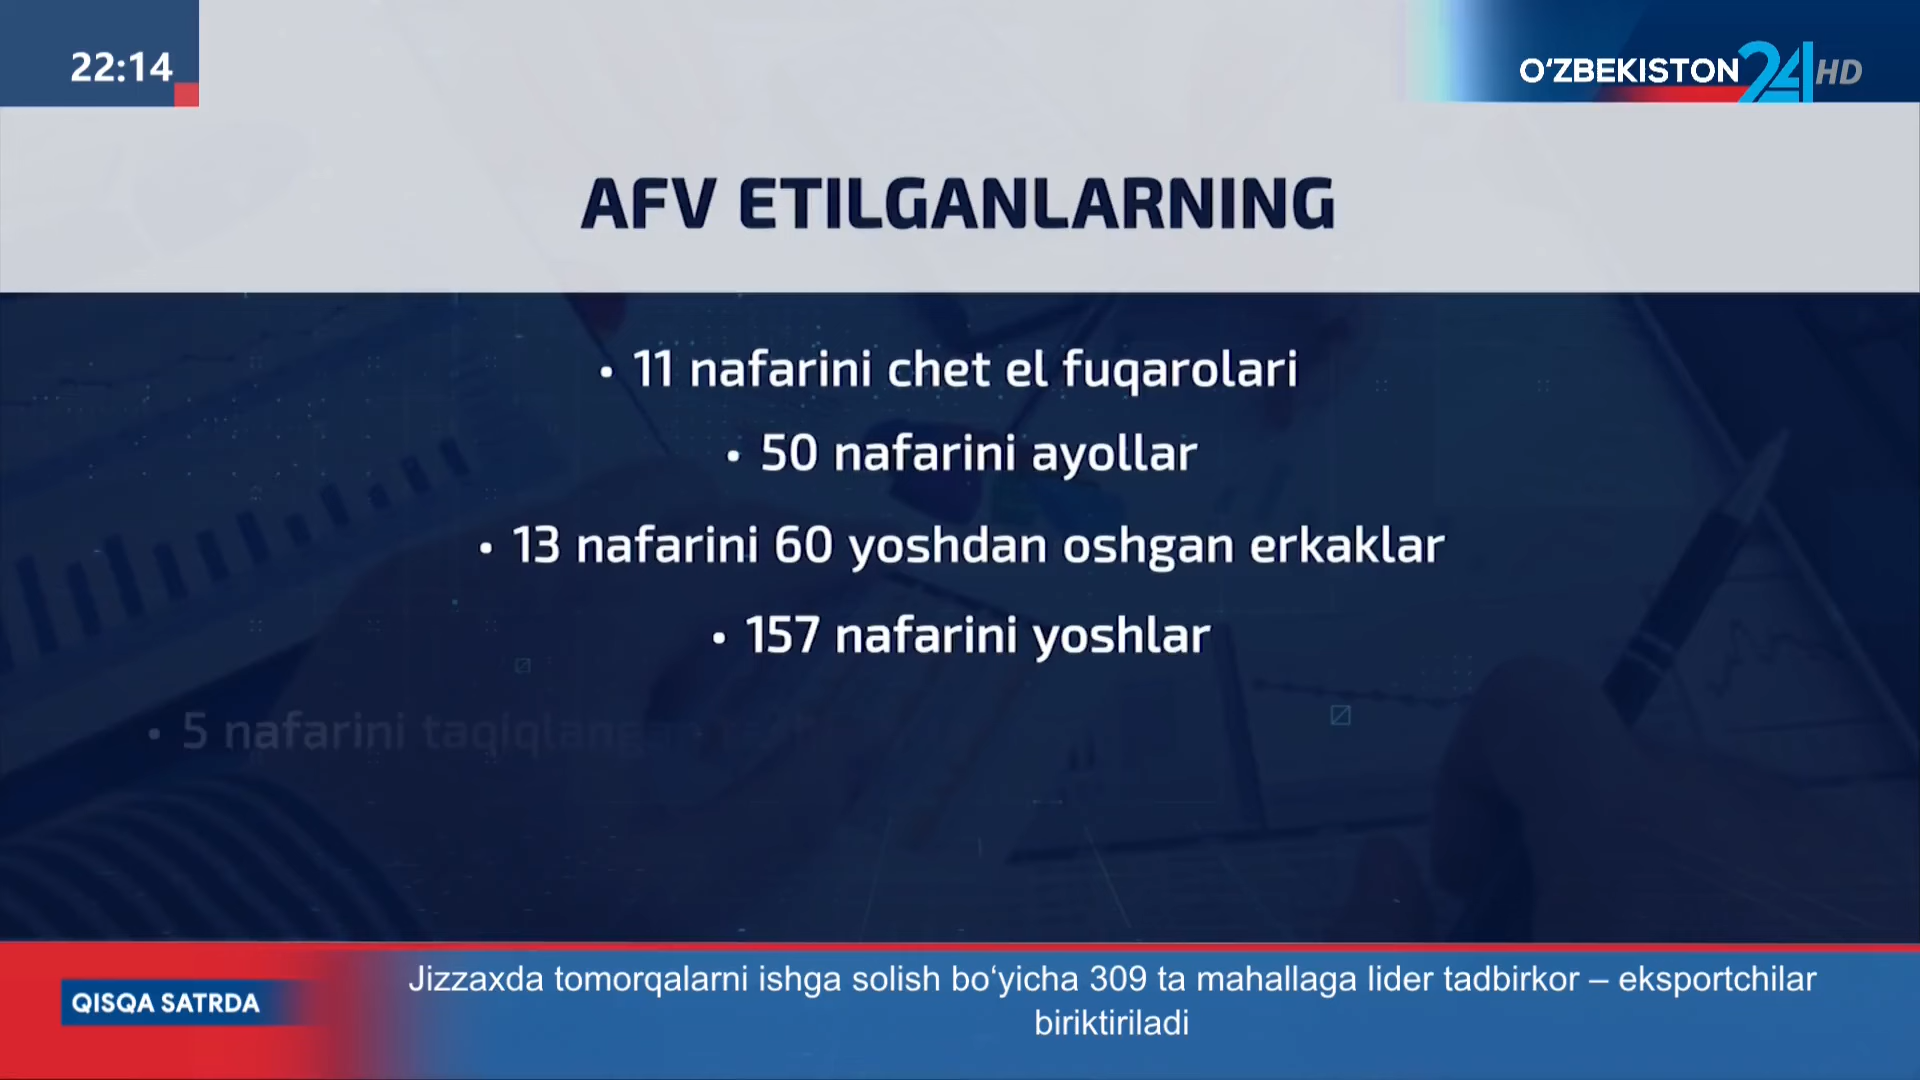 22:14
O‘ZBEKISTON 24 HD
AFV ETILGANLARNING
• 11 nafarini chet el fuqarolari
• 50 nafarini ayollar
• 13 nafarini 60 yoshdan oshgan erkaklar
• 157 nafarini yoshlar
• 5 nafarini taqiqlangan
QISQA SATRDA
Jizzaxda tomorqalarni ishga solish bo‘yicha 309 ta mahallaga lider tadbirkor – eksportchilar
biriktiriladi